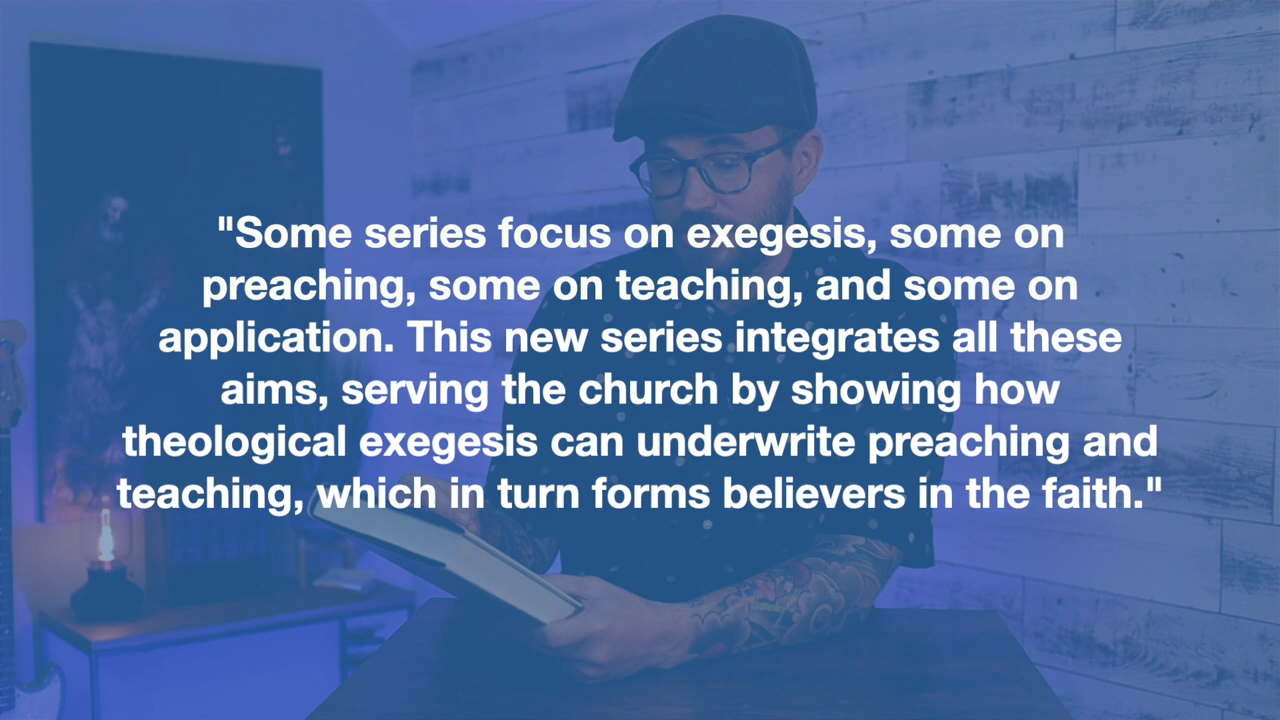 "Some series focus on exegesis, some on
preaching, some on teaching, and some on
application. This new series integrates all these
aims, serving the church by showing how
theological exegesis can underwrite preaching and
teaching, which in turn forms believers in the faith."